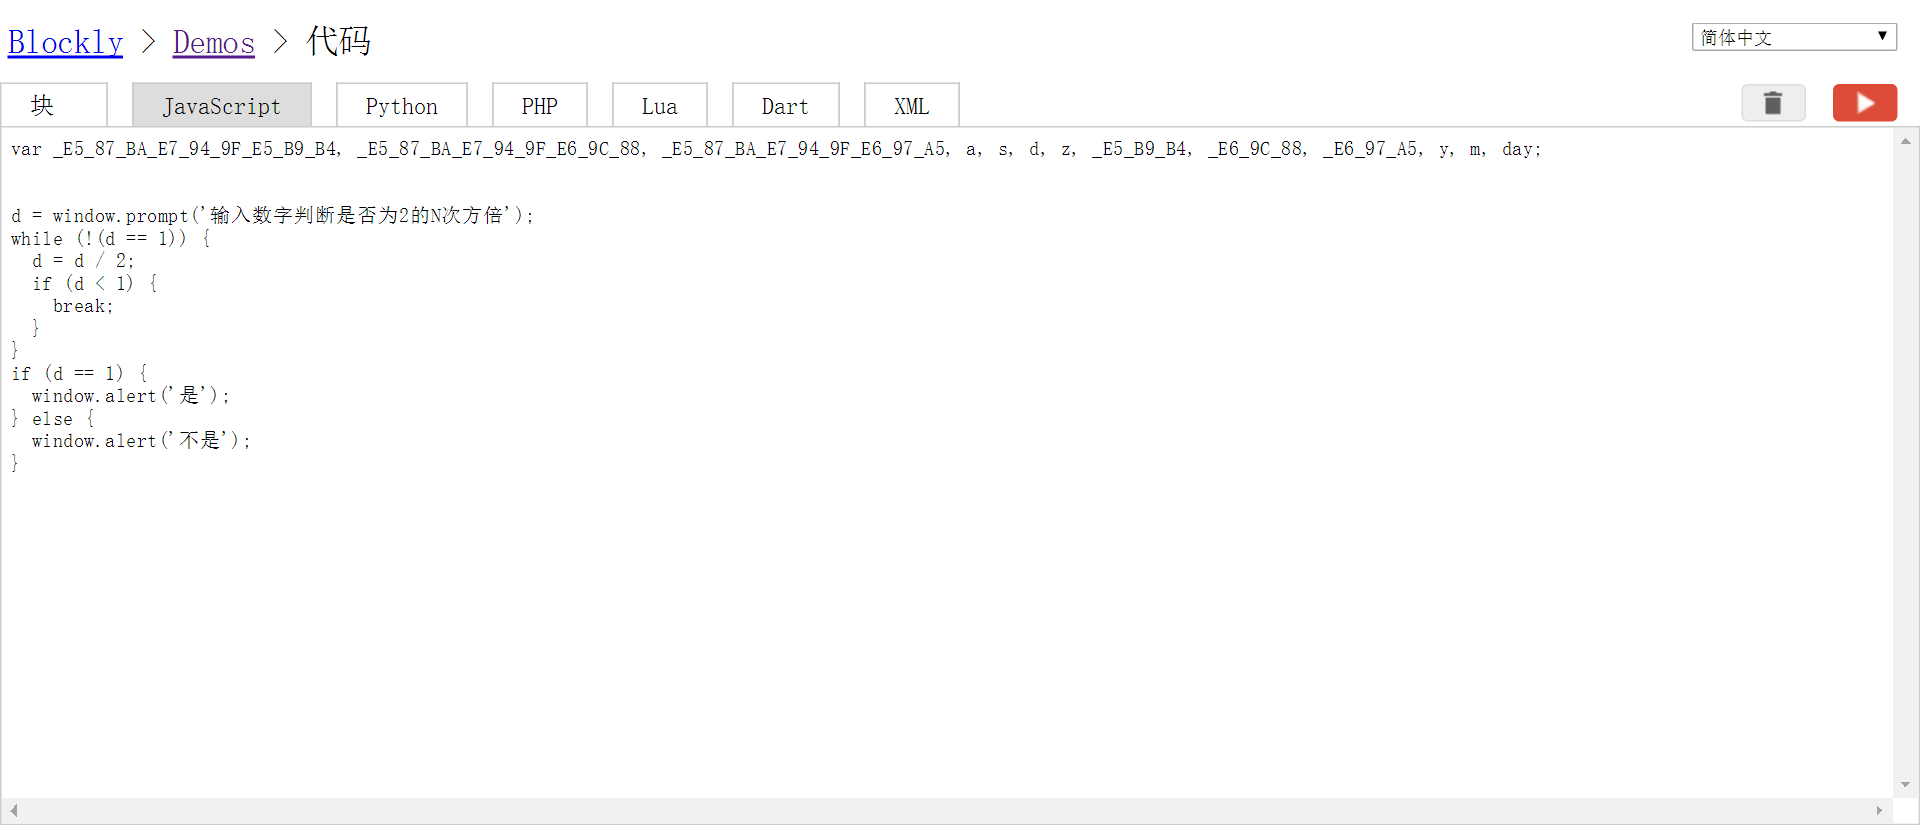 Blockly > Demos > 代码
简体中文
块 JavaScript Python PHP Lua Dart XML
var _E5_87_BA_E7_94_9F_E5_B9_B4, _E5_87_BA_E7_94_9F_E6_9C_88, _E5_87_BA_E7_94_9F_E6_97_A5, a, s, d, z, _E5_B9_B4, _E6_9C_88, _E6_97_A5, y, m, day;
d = window.prompt('输入数字判断是否为2的N次方倍');
while (!(d == 1)) {
  d = d / 2;
  if (d < 1) {
    break;
  }
}
if (d == 1) {
  window.alert('是');
} else {
  window.alert('不是');
}